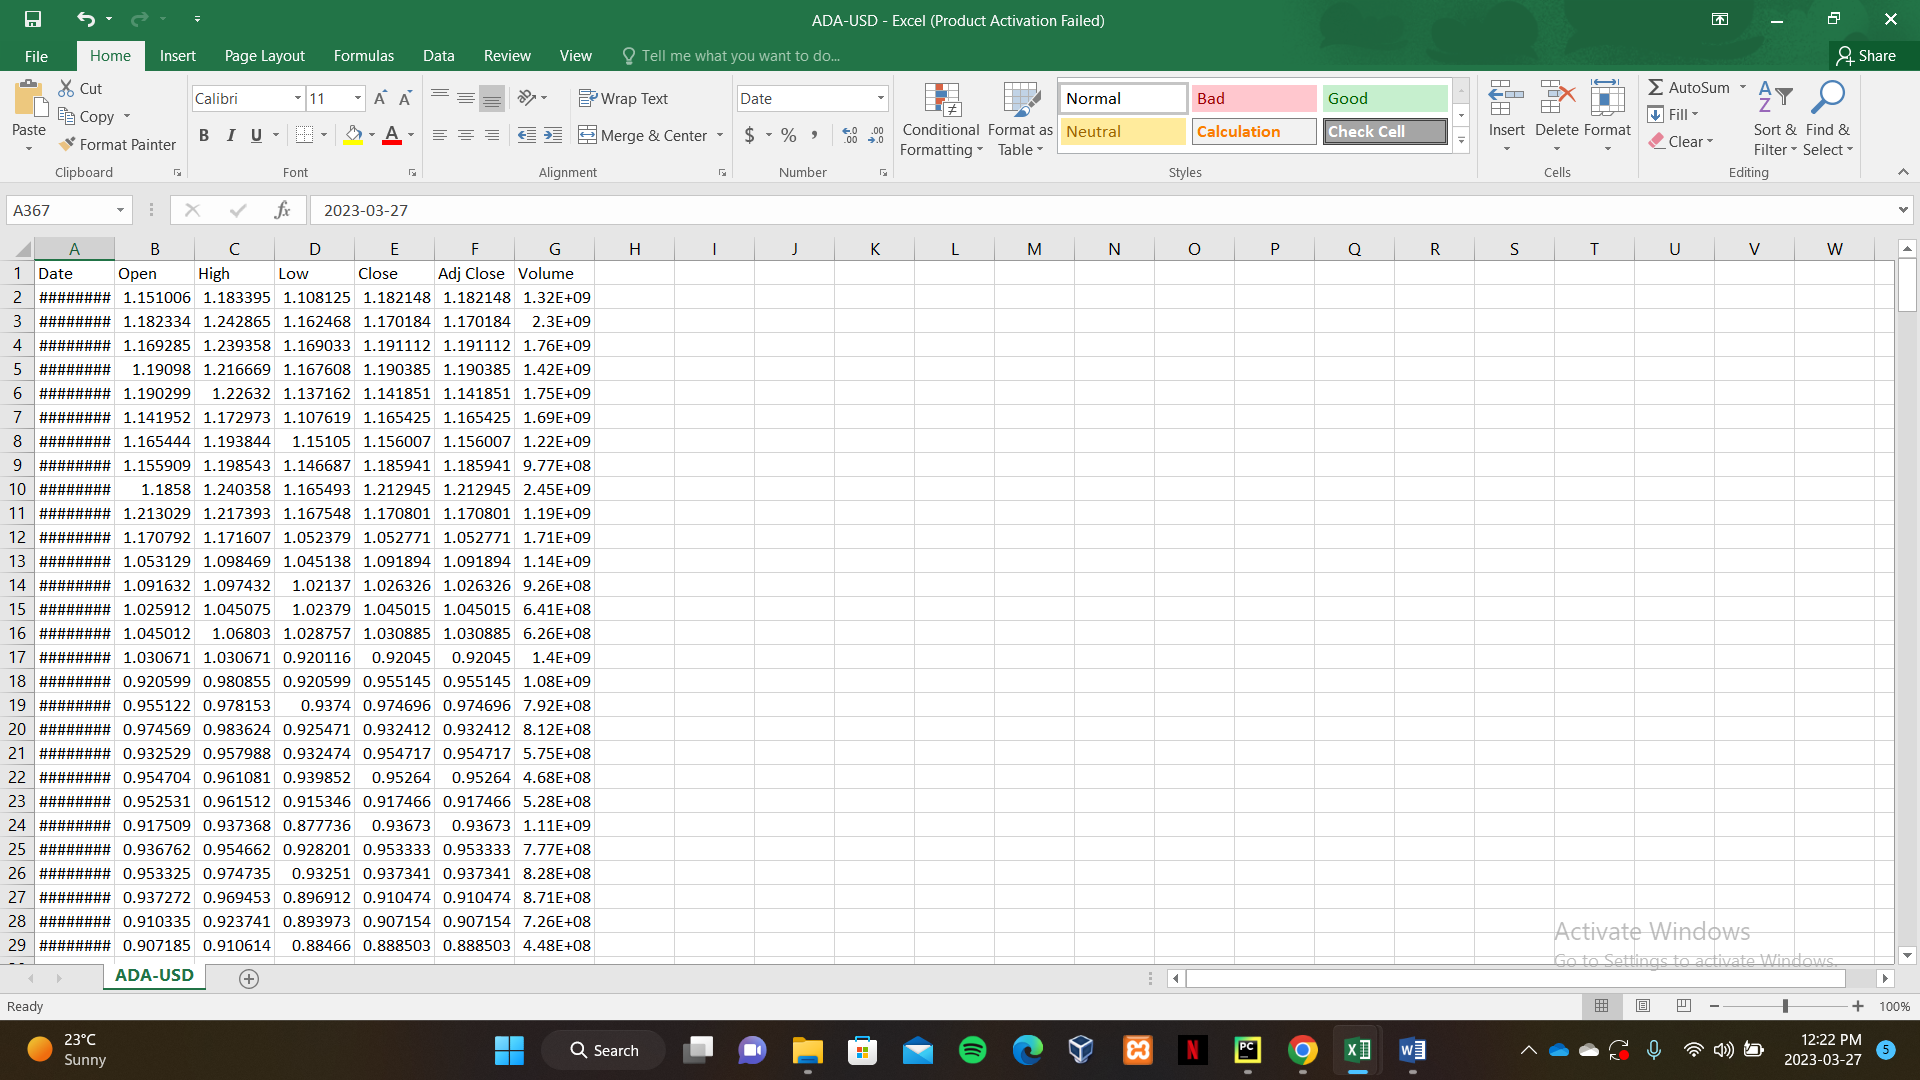 ADA-USD - Excel (Product Activation Failed)
File Home Insert Page Layout Formulas Data Review View Tell me what you want to do... Share
Paste Cut Copy Format Painter Clipboard
Calibri 11 B I U A A A Font
Wrap Text Merge & Center Alignment
Date $ % , .00 .00 Number
Conditional Formatting Format as Table
Normal Bad Good
Neutral Calculation Check Cell
Styles
Insert Delete Format Cells
AutoSum Fill Clear Sort & Filter Find & Select Editing
A367 fx 2023-03-27
A B C D E F G H I J K L M N O P Q R S T U V W
1 Date Open High Low Close Adj Close Volume
2 ######## 1.151006 1.183395 1.108125 1.182148 1.182148 1.32E+09
3 ######## 1.182334 1.242865 1.162468 1.170184 1.170184 2.3E+09
4 ######## 1.169285 1.239358 1.169033 1.191112 1.191112 1.76E+09
5 ######## 1.19098 1.216669 1.167608 1.190385 1.190385 1.42E+09
6 ######## 1.190299 1.22632 1.137162 1.141851 1.141851 1.75E+09
7 ######## 1.141952 1.172973 1.107619 1.165425 1.165425 1.69E+09
8 ######## 1.165444 1.193844 1.15105 1.156007 1.156007 1.22E+09
9 ######## 1.155909 1.198543 1.146687 1.185941 1.185941 9.77E+08
10 ######## 1.1858 1.240358 1.165493 1.212945 1.212945 2.45E+09
11 ######## 1.213029 1.217393 1.167548 1.170801 1.170801 1.19E+09
12 ######## 1.170792 1.171607 1.052379 1.052771 1.052771 1.71E+09
13 ######## 1.053129 1.098469 1.045138 1.091894 1.091894 1.14E+09
14 ######## 1.091632 1.097432 1.02137 1.026326 1.026326 9.26E+08
15 ######## 1.025912 1.045075 1.02379 1.045015 1.045015 6.41E+08
16 ######## 1.045012 1.06803 1.028757 1.030885 1.030885 6.26E+08
17 ######## 1.030671 1.030671 0.920116 0.92045 0.92045 1.4E+09
18 ######## 0.920599 0.980855 0.920599 0.955145 0.955145 1.08E+09
19 ######## 0.955122 0.978153 0.9374 0.974696 0.974696 7.92E+08
20 ######## 0.974569 0.983624 0.925471 0.932412 0.932412 8.12E+08
21 ######## 0.932529 0.957988 0.932474 0.954717 0.954717 5.75E+08
22 ######## 0.954704 0.961081 0.939852 0.95264 0.95264 4.68E+08
23 ######## 0.952531 0.961512 0.915346 0.917466 0.917466 5.28E+08
24 ######## 0.917509 0.937368 0.877736 0.93673 0.93673 1.11E+09
25 ######## 0.936762 0.954662 0.928201 0.953333 0.953333 7.77E+08
26 ######## 0.953325 0.974735 0.93251 0.937341 0.937341 8.28E+08
27 ######## 0.937272 0.969453 0.896912 0.910474 0.910474 8.71E+08
28 ######## 0.910335 0.923741 0.893973 0.907154 0.907154 7.26E+08
29 ######## 0.907185 0.910614 0.88466 0.888503 0.888503 4.48E+08
Activate Windows
Go to Settings to activate Windows.
ADA-USD
Ready 100%
23°C
Sunny
Search
PC
N
12:22 PM
2023-03-27
5